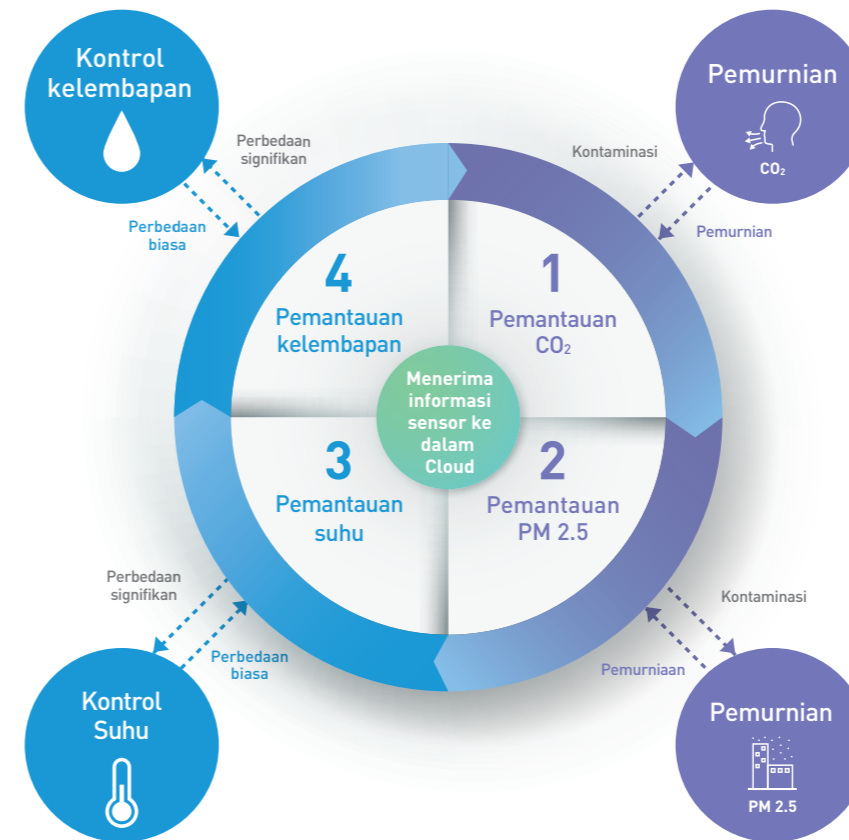 Kontrol
kelembapan
Pemurnian
CO₂
Perbedaan
signifikan
Perbedaan
biasa
Kontaminasi
Pemurnian
4
Pemantauan
kelembapan
1
Pemantauan
CO₂
Menerima
informasi
sensor ke
dalam
Cloud
3
Pemantauan
suhu
2
Pemantauan
PM 2.5
Perbedaan
signifikan
Perbedaan
biasa
Kontaminasi
Pemurniaan
Kontrol
Suhu
Pemurnian
PM 2.5